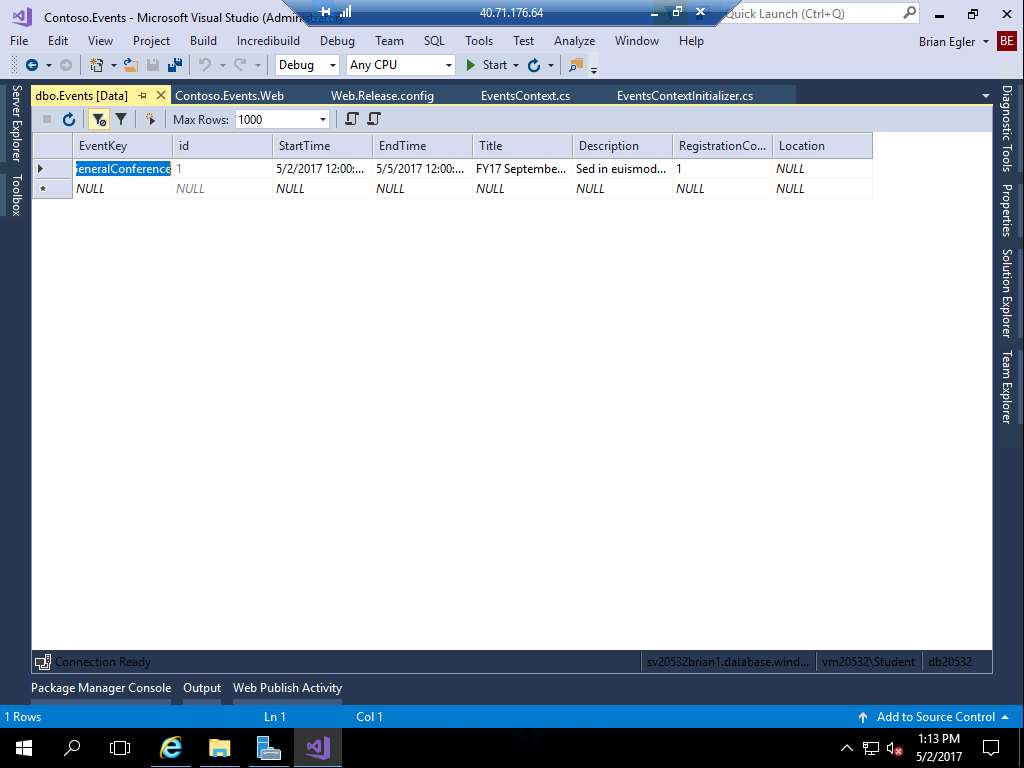 Contoso.Events - Microsoft Visual Studio (Admin
40.71.176.64
Quick Launch (Ctrl+Q)
File Edit View Project Build Incredibuild Debug Team SQL Tools Test Analyze Window Help
Brian Egler BE
Debug Any CPU Start
dbo.Events [Data] Contoso.Events.Web Web.Release.config EventsContext.cs EventsContextInitializer.cs
Max Rows: 1000
EventKey id StartTime EndTime Title Description RegistrationCo... Location
GeneralConference 1 5/2/2017 12:00:... 5/5/2017 12:00:... FY17 Septembe... Sed in euismod... 1 NULL
NULL NULL NULL NULL NULL NULL NULL NULL
Server Explorer
Toolbox
Diagnostic Tools
Properties
Solution Explorer
Team Explorer
Connection Ready
sv20532brian1.database.wind... vm20532\Student db20532
Package Manager Console Output Web Publish Activity
1 Rows Ln 1 Col 1 Add to Source Control
1:13 PM
5/2/2017